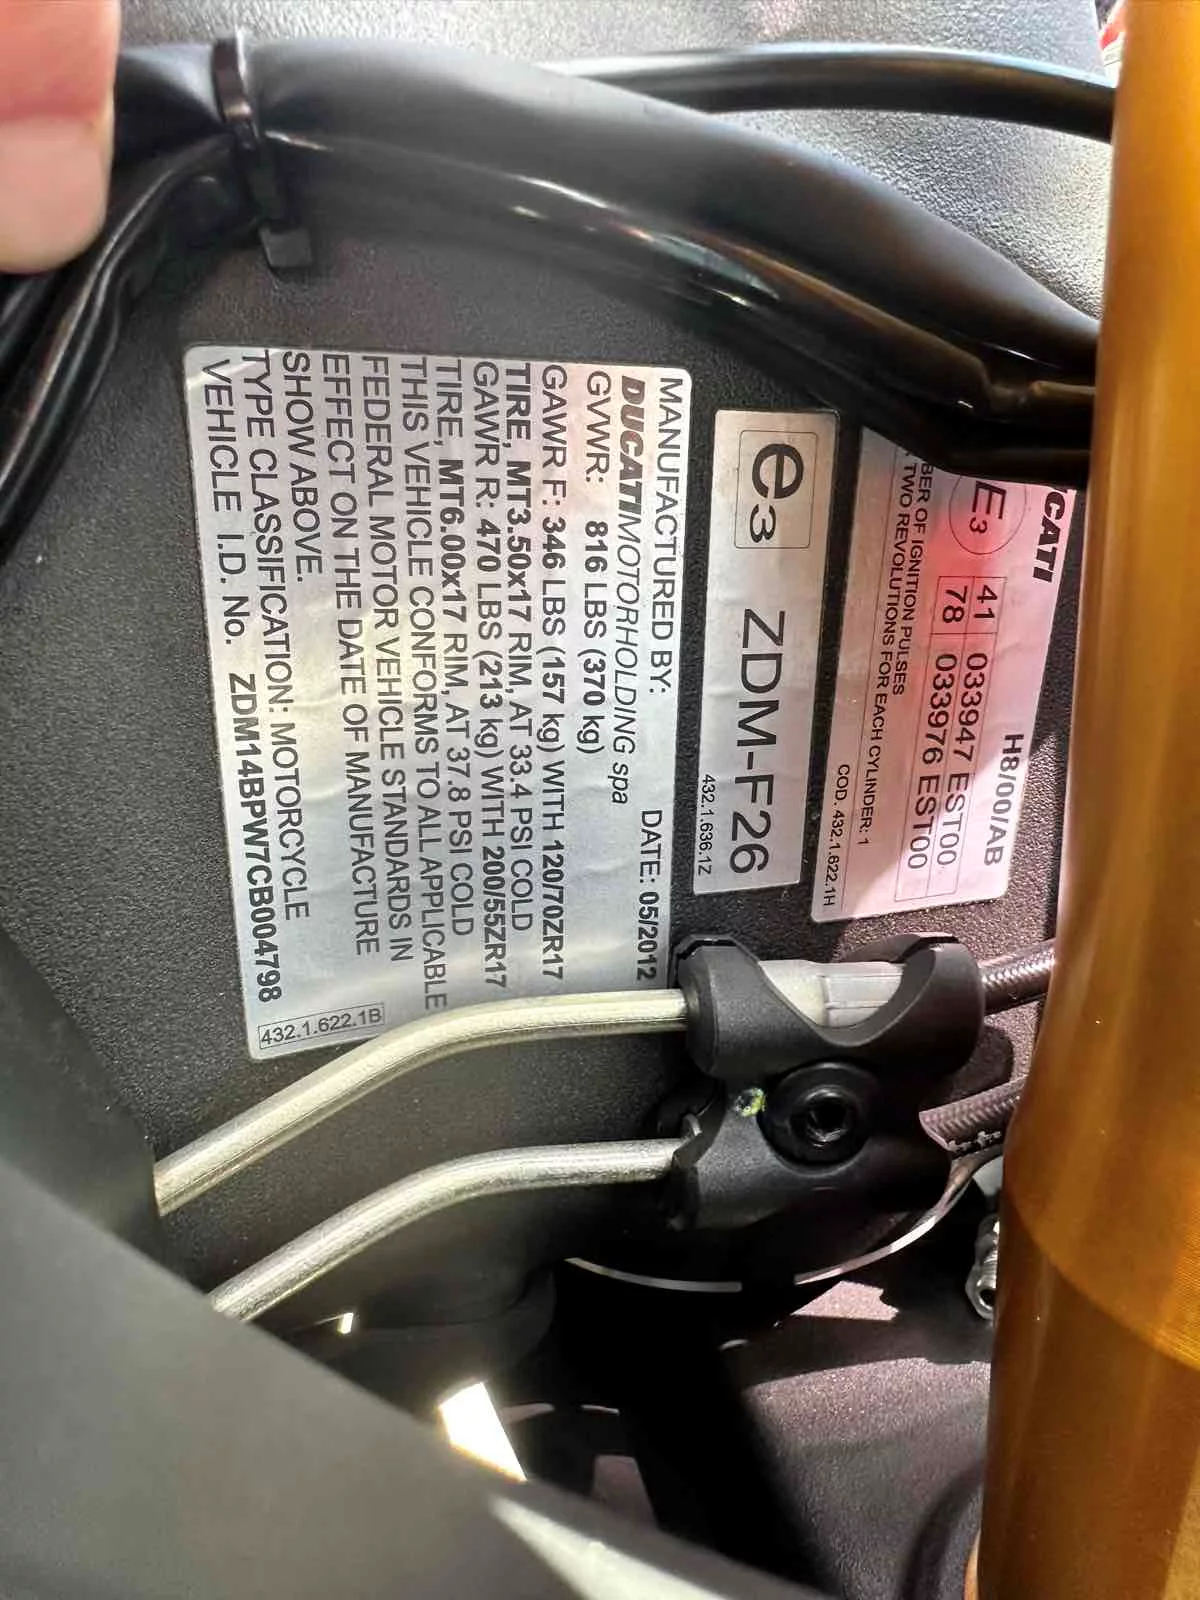 MANUFACTURED BY: DATE: 05/2012
DUCATIMOTORHOLDING spa
GVWR: 816 LBS (370 kg)
GAWR F: 346 LBS (157 kg) WITH 120/70ZR17
TIRE, MT3.50x17 RIM, AT 33.4 PSI COLD
GAWR R: 470 LBS (213 kg) WITH 200/55ZR17
TIRE, MT6.00x17 RIM, AT 37.8 PSI COLD
THIS VEHICLE CONFORMS TO ALL APPLICABLE
FEDERAL MOTOR VEHICLE STANDARDS IN
EFFECT ON THE DATE OF MANUFACTURE
SHOW ABOVE.
TYPE CLASSIFICATION: MOTORCYCLE
VEHICLE I.D. No. ZDM14BPW7CB004798
432.1.622.1B
e3 ZDM-F26
432.1.636.1Z
CATI H8/00/AB
E3 41 033947 EST00
78 033976 EST00
BER OF IGNITION PULSES
TWO REVOLUTIONS FOR EACH CYLINDER: 1
COD. 432.1.622.1H